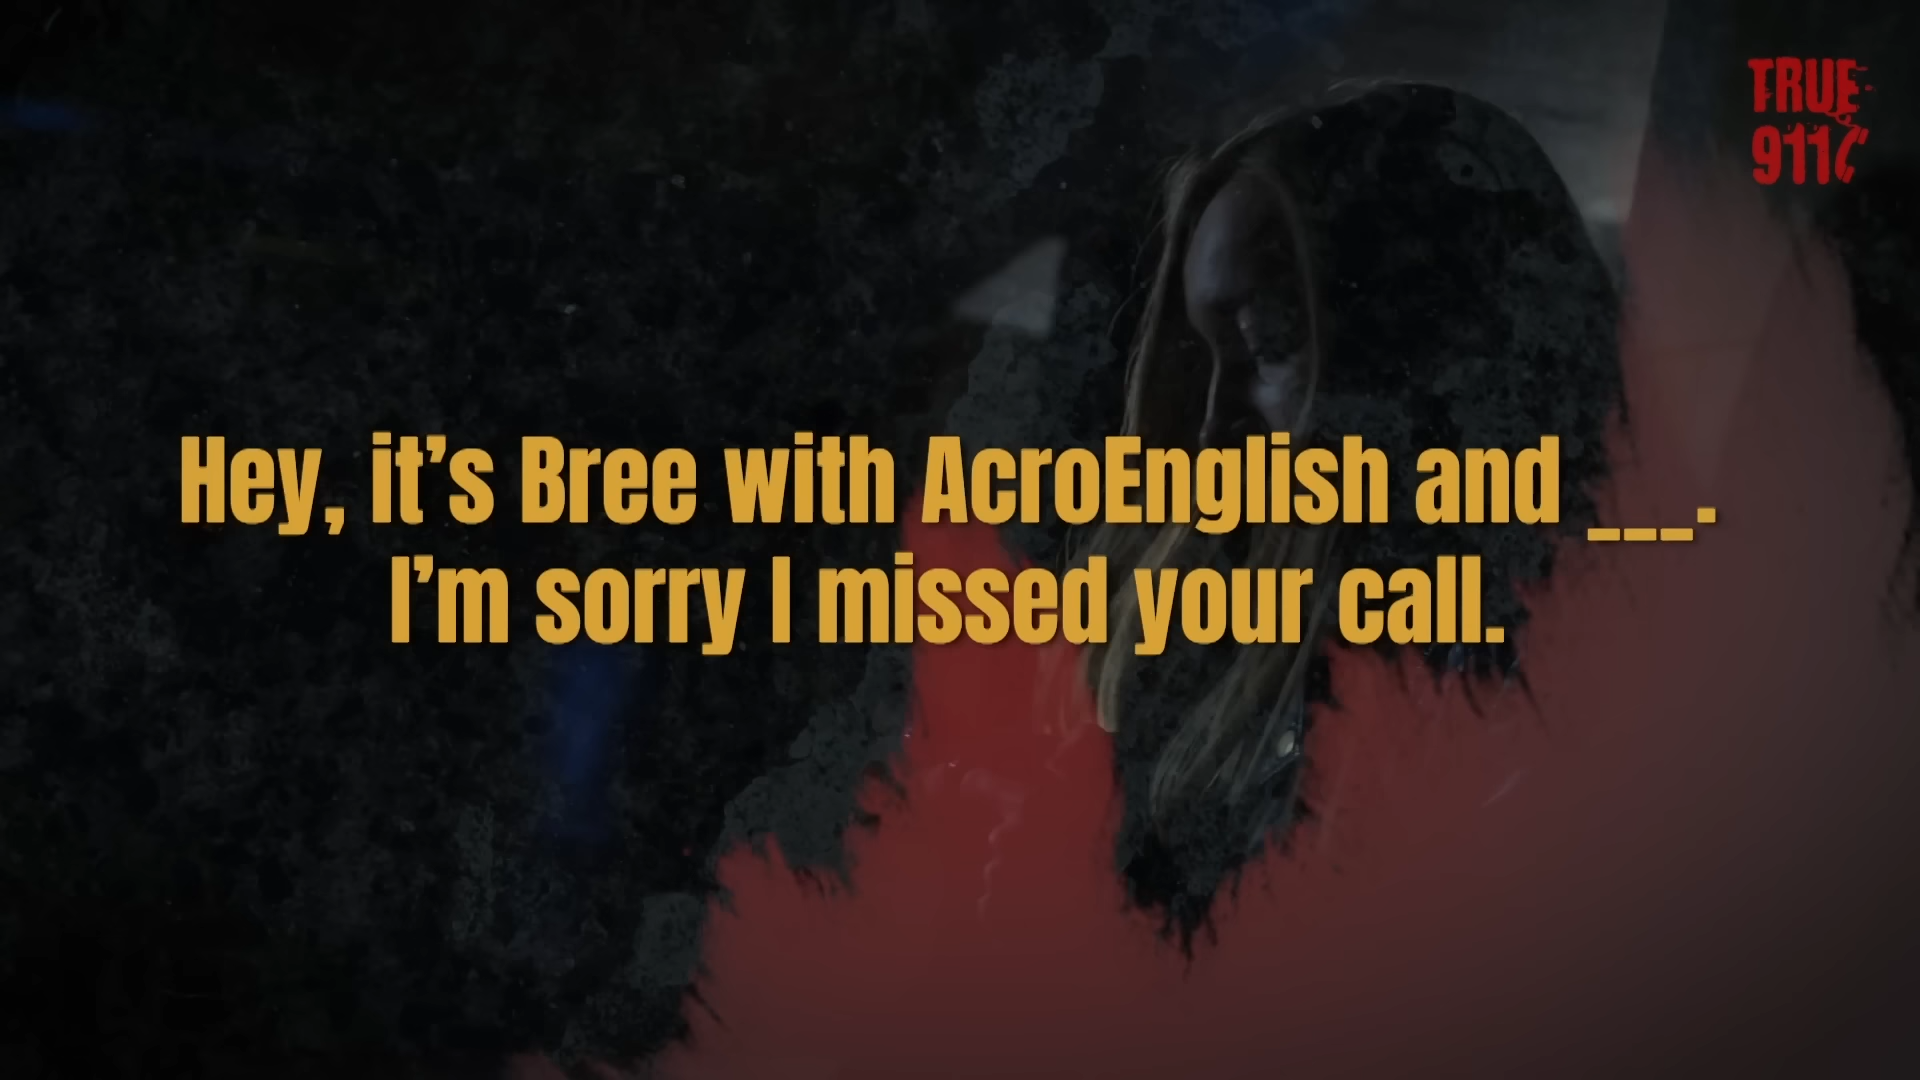 TRUE
911
Hey, it’s Bree with AcroEnglish and ___.
I’m sorry I missed your call.